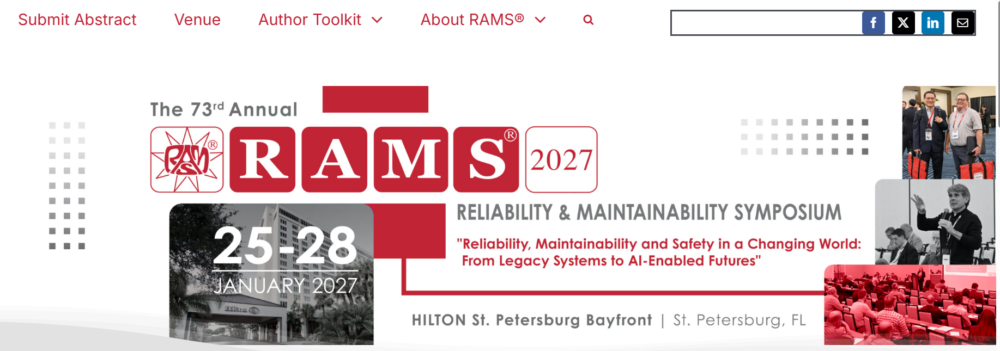 Submit Abstract
Venue
Author Toolkit
About RAMS®
The 73rd Annual
RAMS®
RAMS®
2027
25-28
JANUARY 2027
Hilton
RELIABILITY & MAINTAINABILITY SYMPOSIUM
"Reliability, Maintainability and Safety in a Changing World:
From Legacy Systems to AI-Enabled Futures"
HILTON St. Petersburg Bayfront | St. Petersburg, FL